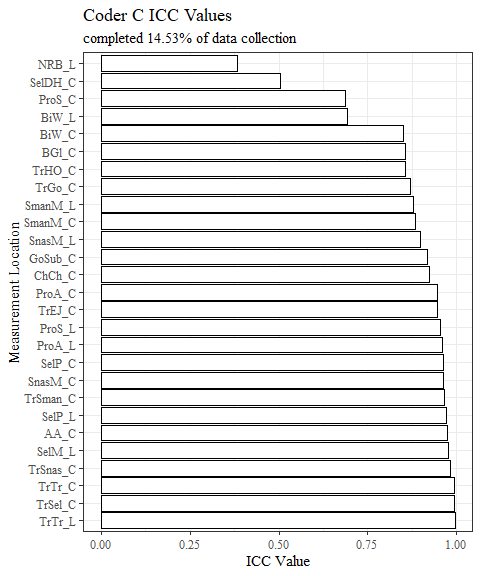 Coder C ICC Values
completed 14.53% of data collection
Measurement Location
NRB_L
SelDH_C
ProS_C
BiW_L
BiW_C
BGl_C
TrHO_C
TrGo_C
SmanM_L
SmanM_C
SnasM_L
GoSub_C
ChCh_C
ProA_C
TrEJ_C
ProS_L
ProA_L
SelP_C
SnasM_C
TrSman_C
SelP_L
AA_C
SelM_L
TrSnas_C
TrTr_C
TrSel_C
TrTr_L
0.00 0.25 0.50 0.75 1.00
ICC Value